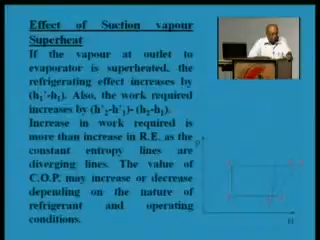 Effect of Suction vapour
Superheat
If the vapour at outlet to
evaporator is superheated, the
refrigerating effect increases by
(h₁'-h₁). Also, the work required
increases by (h'₂-h'₁)- (h₂-h₁).
Increase in work required is
more than increase in R.E. as the
constant entropy lines are
diverging lines. The value of
C.O.P. may increase or decrease
depending on the nature of
refrigerant and operating
conditions.
p
H